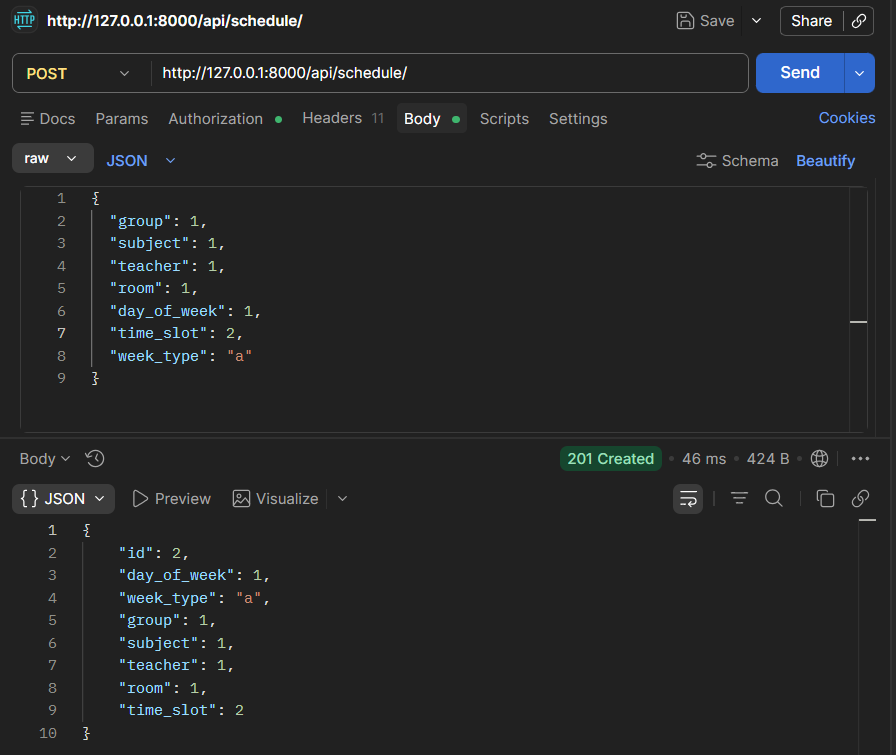 HTTP http://127.0.0.1:8000/api/schedule/ Save Share
POST http://127.0.0.1:8000/api/schedule/ Send
Docs Params Authorization Headers 11 Body Scripts Settings Cookies
raw JSON Schema Beautify
1 {
2 "group": 1,
3 "subject": 1,
4 "teacher": 1,
5 "room": 1,
6 "day_of_week": 1,
7 "time_slot": 2,
8 "week_type": "a"
9 }
Body 201 Created 46 ms 424 B
{} JSON Preview Visualize
1 {
2 "id": 2,
3 "day_of_week": 1,
4 "week_type": "a",
5 "group": 1,
6 "subject": 1,
7 "teacher": 1,
8 "room": 1,
9 "time_slot": 2
10 }